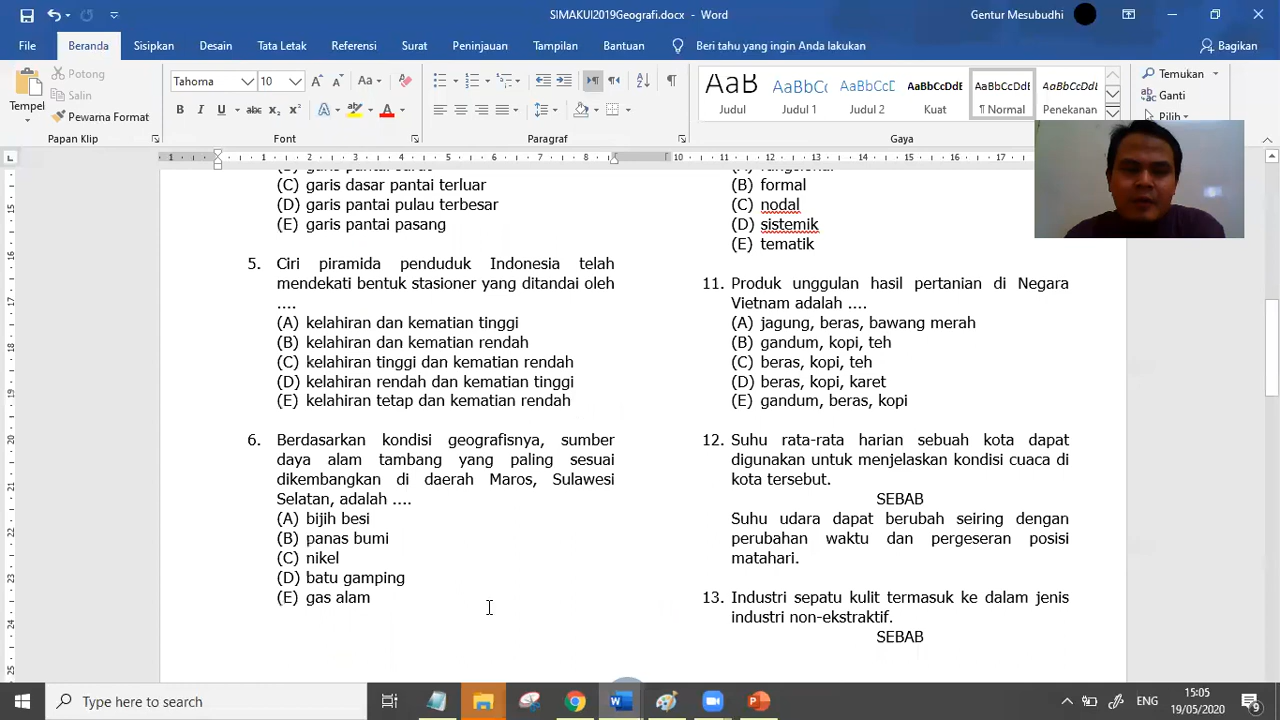 SIMAKUI2019Geografi.docx - Word
Gentur Mesubudhi
File Beranda Sisipkan Desain Tata Letak Referensi Surat Peninjauan Tampilan Bantuan Beri tahu yang ingin Anda lakukan Bagikan
Tempel
Potong
Salin
Pewarna Format
Papan Klip
Tahoma 10
Font
Paragraf
AaB
Judul
AaBbCc
Judul 1
AaBbCcDd
Judul 2
AaBbCcDdE
Kuat
AaBbCcDdE
¶ Normal
AaBbCcDdE
Penekanan
Gaya
Temukan
Ganti
Pilih
(C) garis dasar pantai terluar
(D) garis pantai pulau terbesar
(E) garis pantai pasang
5. Ciri piramida penduduk Indonesia telah
mendekati bentuk stasioner yang ditandai oleh
....
(A) kelahiran dan kematian tinggi
(B) kelahiran dan kematian rendah
(C) kelahiran tinggi dan kematian rendah
(D) kelahiran rendah dan kematian tinggi
(E) kelahiran tetap dan kematian rendah
6. Berdasarkan kondisi geografisnya, sumber
daya alam tambang yang paling sesuai
dikembangkan di daerah Maros, Sulawesi
Selatan, adalah ....
(A) bijih besi
(B) panas bumi
(C) nikel
(D) batu gamping
(E) gas alam
(B) formal
(C) nodal
(D) sistemik
(E) tematik
11. Produk unggulan hasil pertanian di Negara
Vietnam adalah ....
(A) jagung, beras, bawang merah
(B) gandum, kopi, teh
(C) beras, kopi, teh
(D) beras, kopi, karet
(E) gandum, beras, kopi
12. Suhu rata-rata harian sebuah kota dapat
digunakan untuk menjelaskan kondisi cuaca di
kota tersebut.
SEBAB
Suhu udara dapat berubah seiring dengan
perubahan waktu dan pergeseran posisi
matahari.
13. Industri sepatu kulit termasuk ke dalam jenis
industri non-ekstraktif.
SEBAB
Type here to search
ENG
15:05
19/05/2020